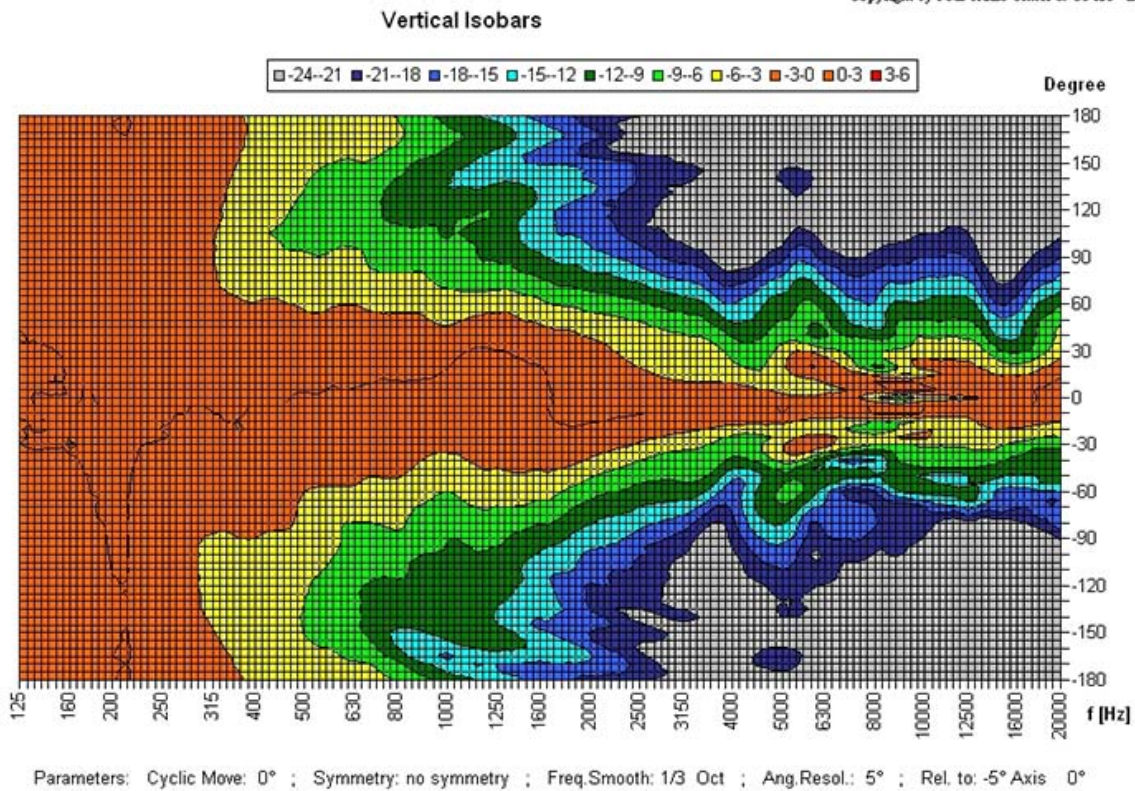 Vertical Isobars
-24--21 -21--18 -18--15 -15--12 -12--9 -9--6 -6--3 -3-0 0-3 3-6
Degree
180
150
120
90
60
30
0
-30
-60
-90
-120
-150
-180
125 160 200 250 315 400 500 630 800 1000 1250 1600 2000 2500 3150 4000 5000 6300 8000 10000 12500 16000 20000 f [Hz]
Parameters: Cyclic Move: 0° ; Symmetry: no symmetry ; Freq.Smooth: 1/3 Oct ; Ang.Resol.: 5° ; Rel. to: -5° Axis 0°